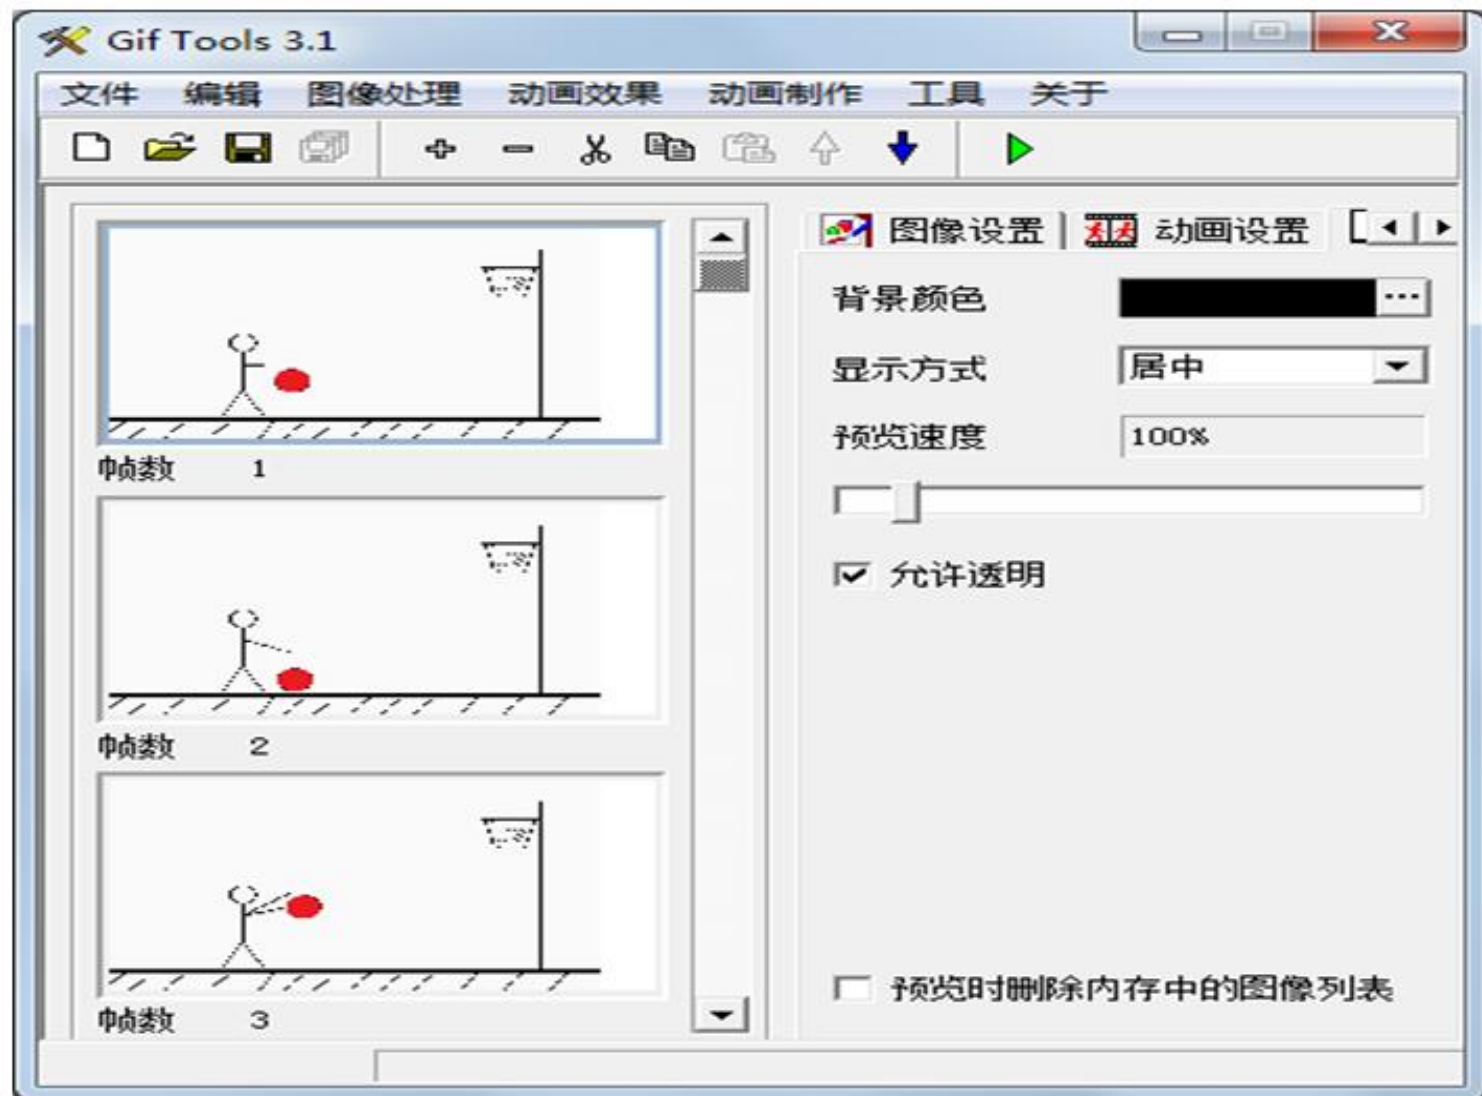 Gif Tools 3.1
文件 编辑 图像处理 动画效果 动画制作 工具 关于
图像设置 动画设置
背景颜色
显示方式 居中
预览速度 100%
允许透明
预览时删除内存中的图像列表
帧数 1
帧数 2
帧数 3